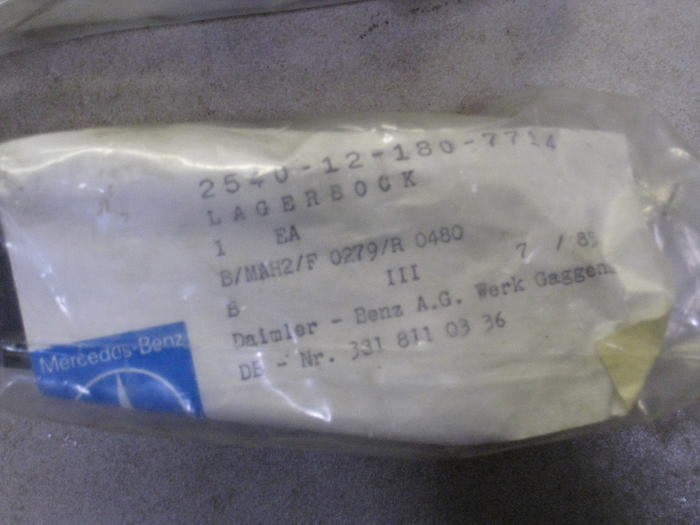 2540-12-180-7714
LAGERBOCK
1 EA
B/MAH2/F 0279/R 0480
B III 7 / 85
Daimler - Benz A.G. Werk Gaggen
DB - Nr. 331 811 03 36
Mercedes-Benz